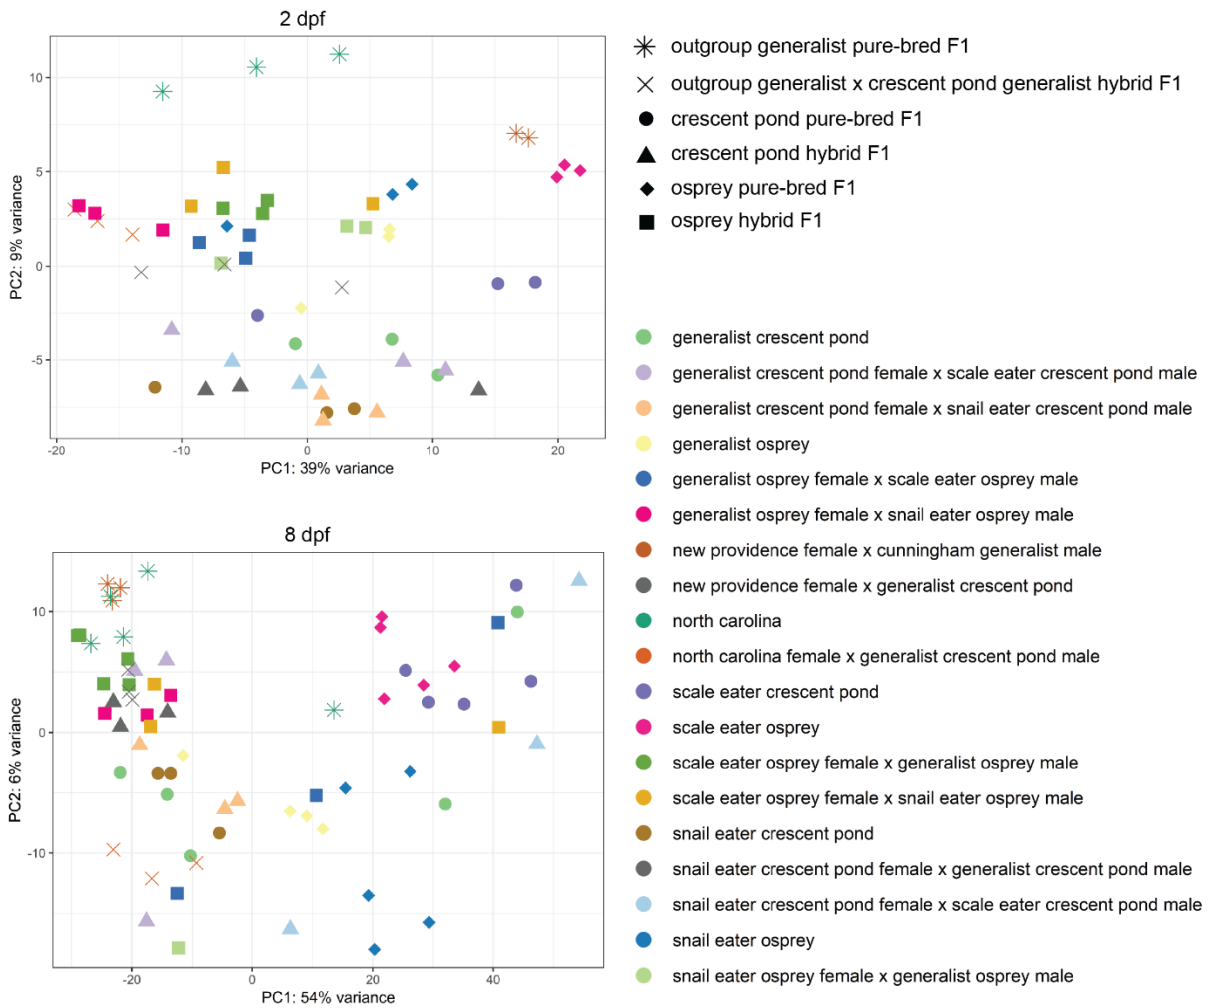 2 dpf
10
5
0
-5
PC2: 9% variance
-20
-10
0
10
20
PC1: 39% variance
8 dpf
10
0
-10
PC2: 6% variance
-20
0
20
40
PC1: 54% variance
outgroup generalist pure-bred F1
outgroup generalist x crescent pond generalist hybrid F1
crescent pond pure-bred F1
crescent pond hybrid F1
osprey pure-bred F1
osprey hybrid F1
generalist crescent pond
generalist crescent pond female x scale eater crescent pond male
generalist crescent pond female x snail eater crescent pond male
generalist osprey
generalist osprey female x scale eater osprey male
generalist osprey female x snail eater osprey male
new providence female x cunningham generalist male
new providence female x generalist crescent pond
north carolina
north carolina female x generalist crescent pond male
scale eater crescent pond
scale eater osprey
scale eater osprey female x generalist osprey male
scale eater osprey female x snail eater osprey male
snail eater crescent pond
snail eater crescent pond female x generalist crescent pond male
snail eater crescent pond female x scale eater crescent pond male
snail eater osprey
snail eater osprey female x generalist osprey male